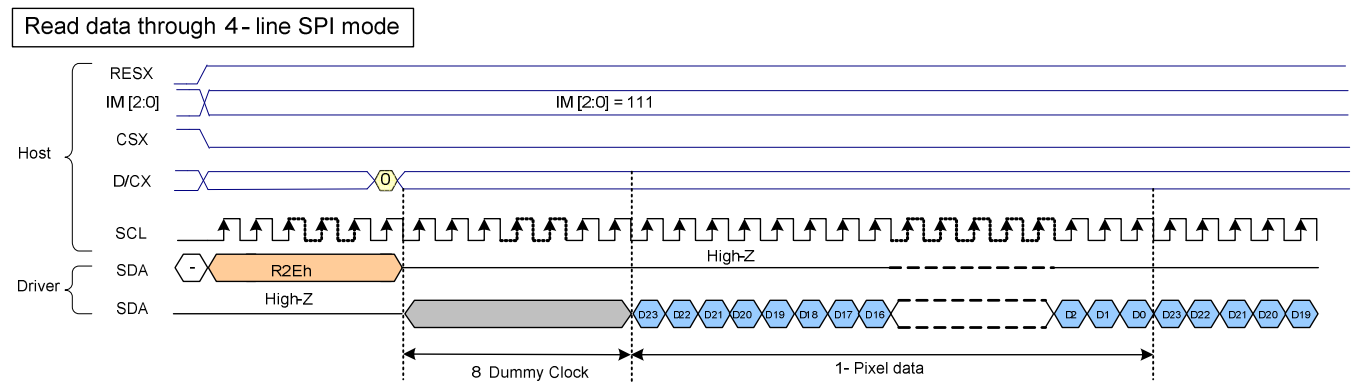 Read data through 4-line SPI mode
RESX
IM [2:0]
IM [2:0] = 111
CSX
Host
D/CX
0
SCL
High-Z
SDA
-
R2Eh
Driver
High-Z
SDA
D23 D22 D21 D20 D19 D18 D17 D16 D2 D1 D0 D23 D22 D21 D20 D19
8 Dummy Clock
1- Pixel data